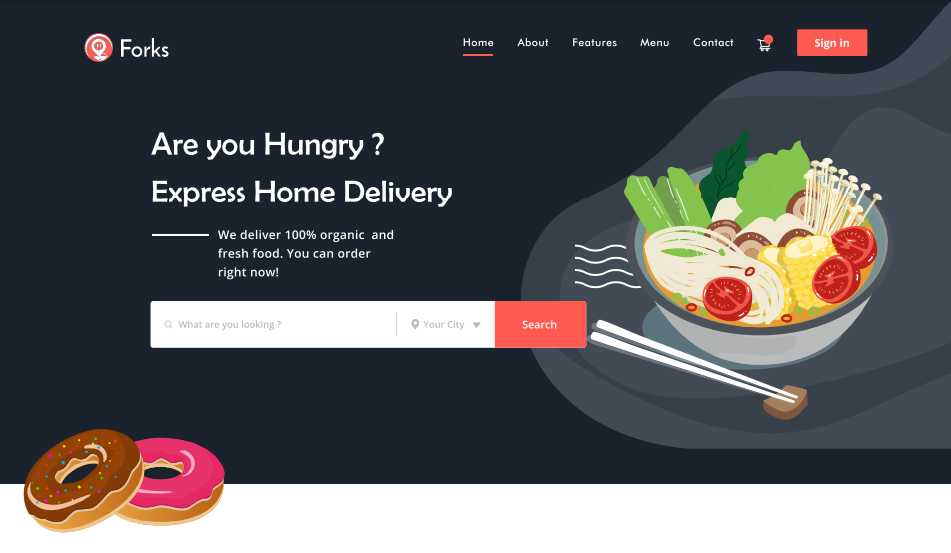 Forks
Home About Features Menu Contact Sign in
Are you Hungry ?
Express Home Delivery
We deliver 100% organic and
fresh food. You can order
right now!
What are you looking ? Your City Search